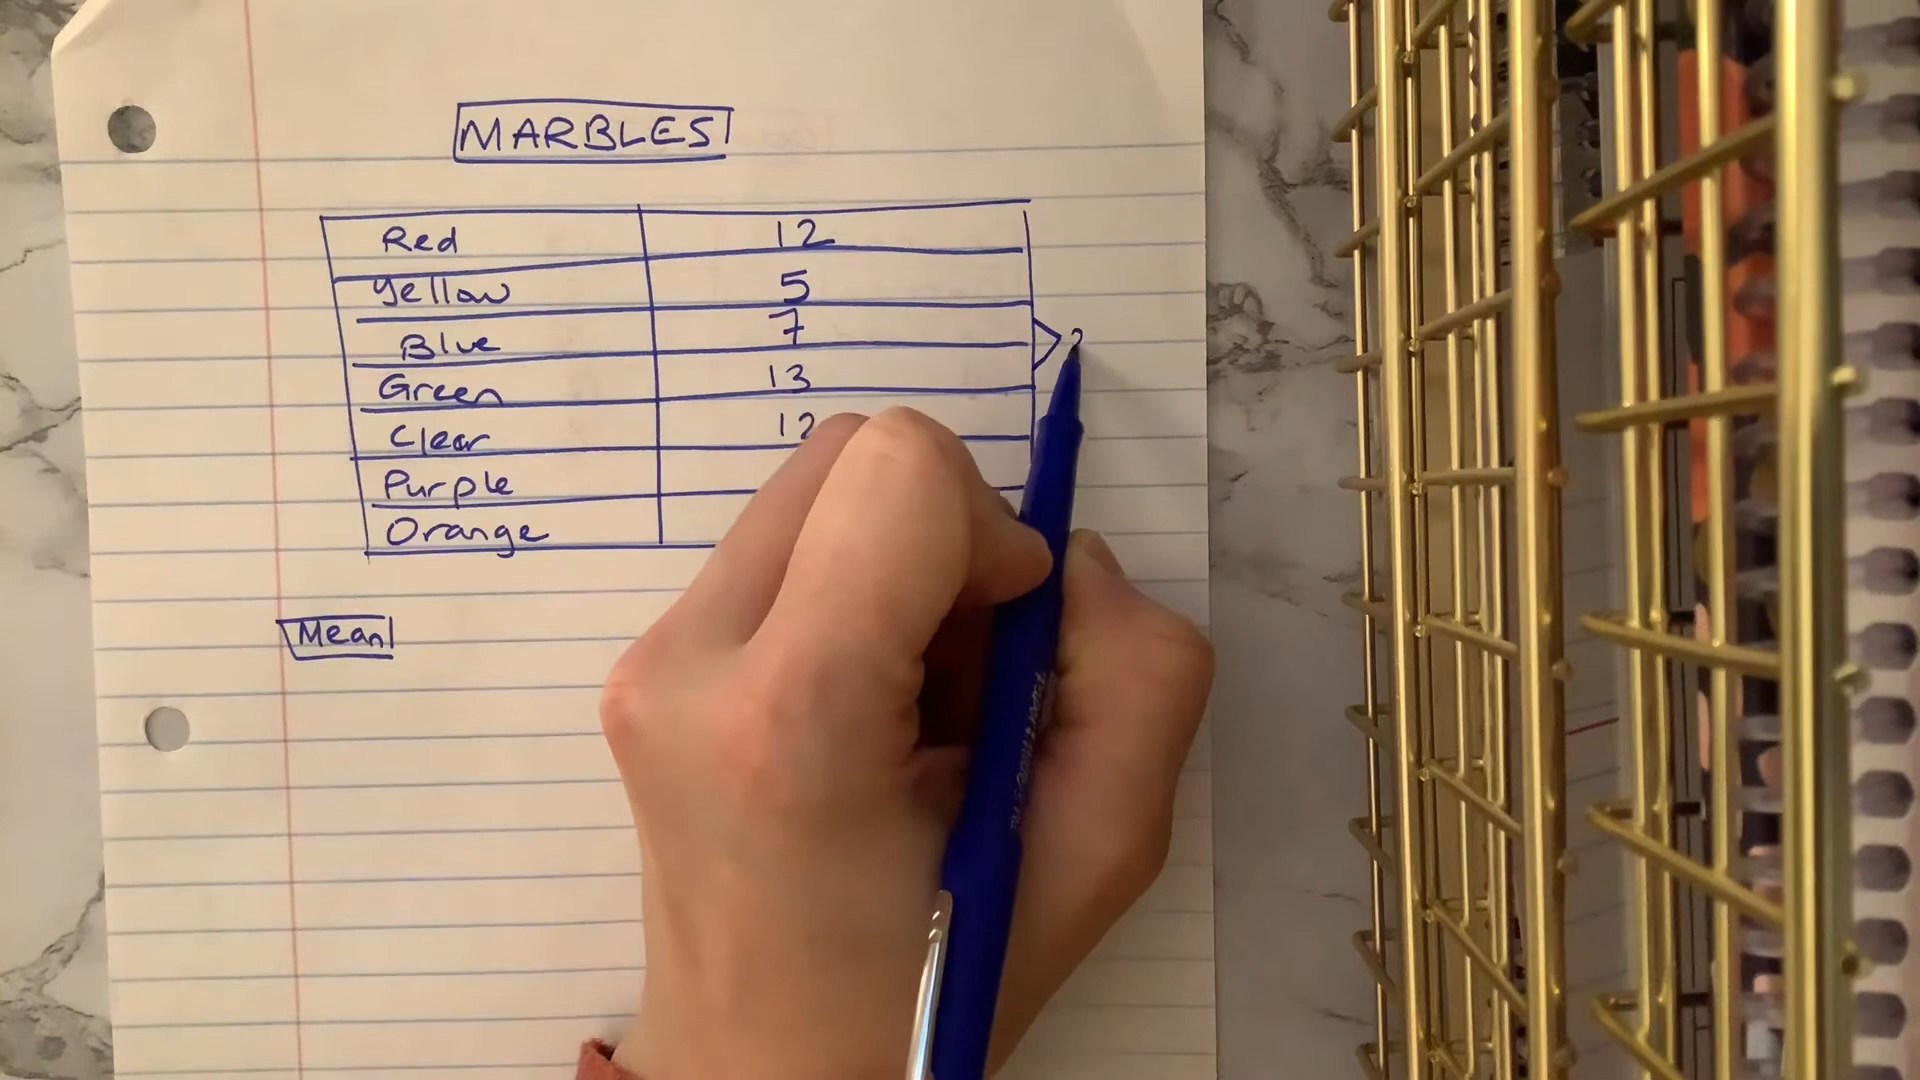 MARBLES
Red 12
Yellow 5
Blue 7
Green 13
Clear 12
Purple
Orange
Mean